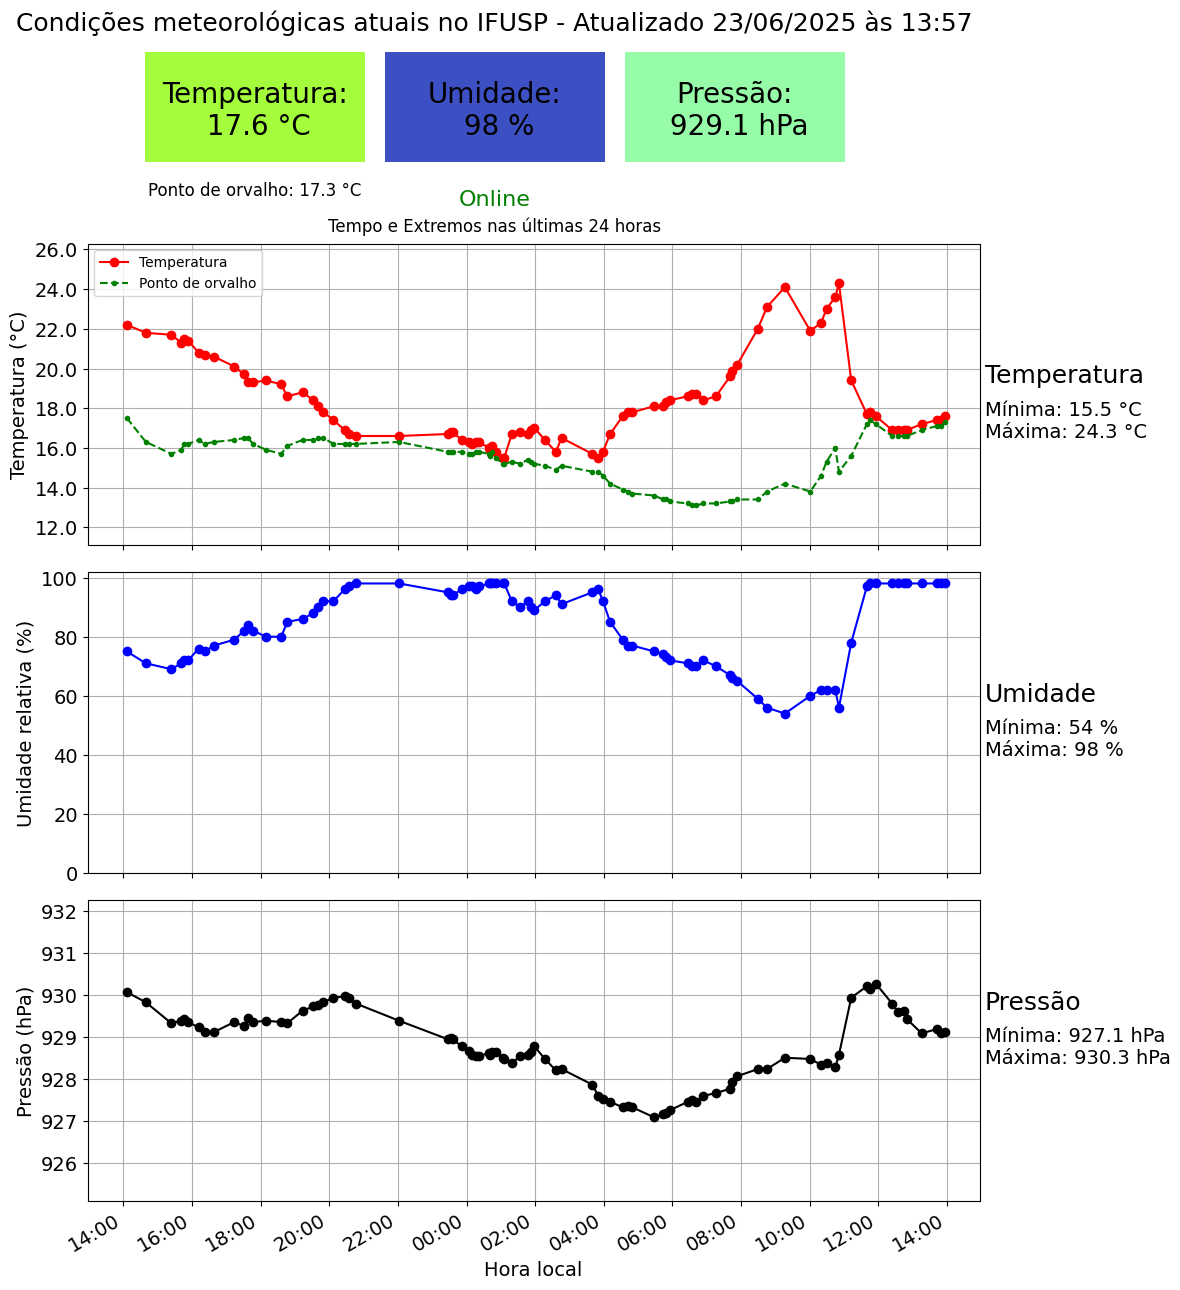 Condições meteorológicas atuais no IFUSP - Atualizado 23/06/2025 às 13:57
Temperatura:
17.6 °C
Umidade:
98 %
Pressão:
929.1 hPa
Ponto de orvalho: 17.3 °C
Online
Tempo e Extremos nas últimas 24 horas
Temperatura (°C)
26.0
24.0
22.0
20.0
18.0
16.0
14.0
12.0
Temperatura
Ponto de orvalho
Temperatura
Mínima: 15.5 °C
Máxima: 24.3 °C
Umidade relativa (%)
100
80
60
40
20
0
Umidade
Mínima: 54 %
Máxima: 98 %
Pressão (hPa)
932
931
930
929
928
927
926
Pressão
Mínima: 927.1 hPa
Máxima: 930.3 hPa
14:00
16:00
18:00
20:00
22:00
00:00
02:00
04:00
06:00
08:00
10:00
12:00
14:00
Hora local